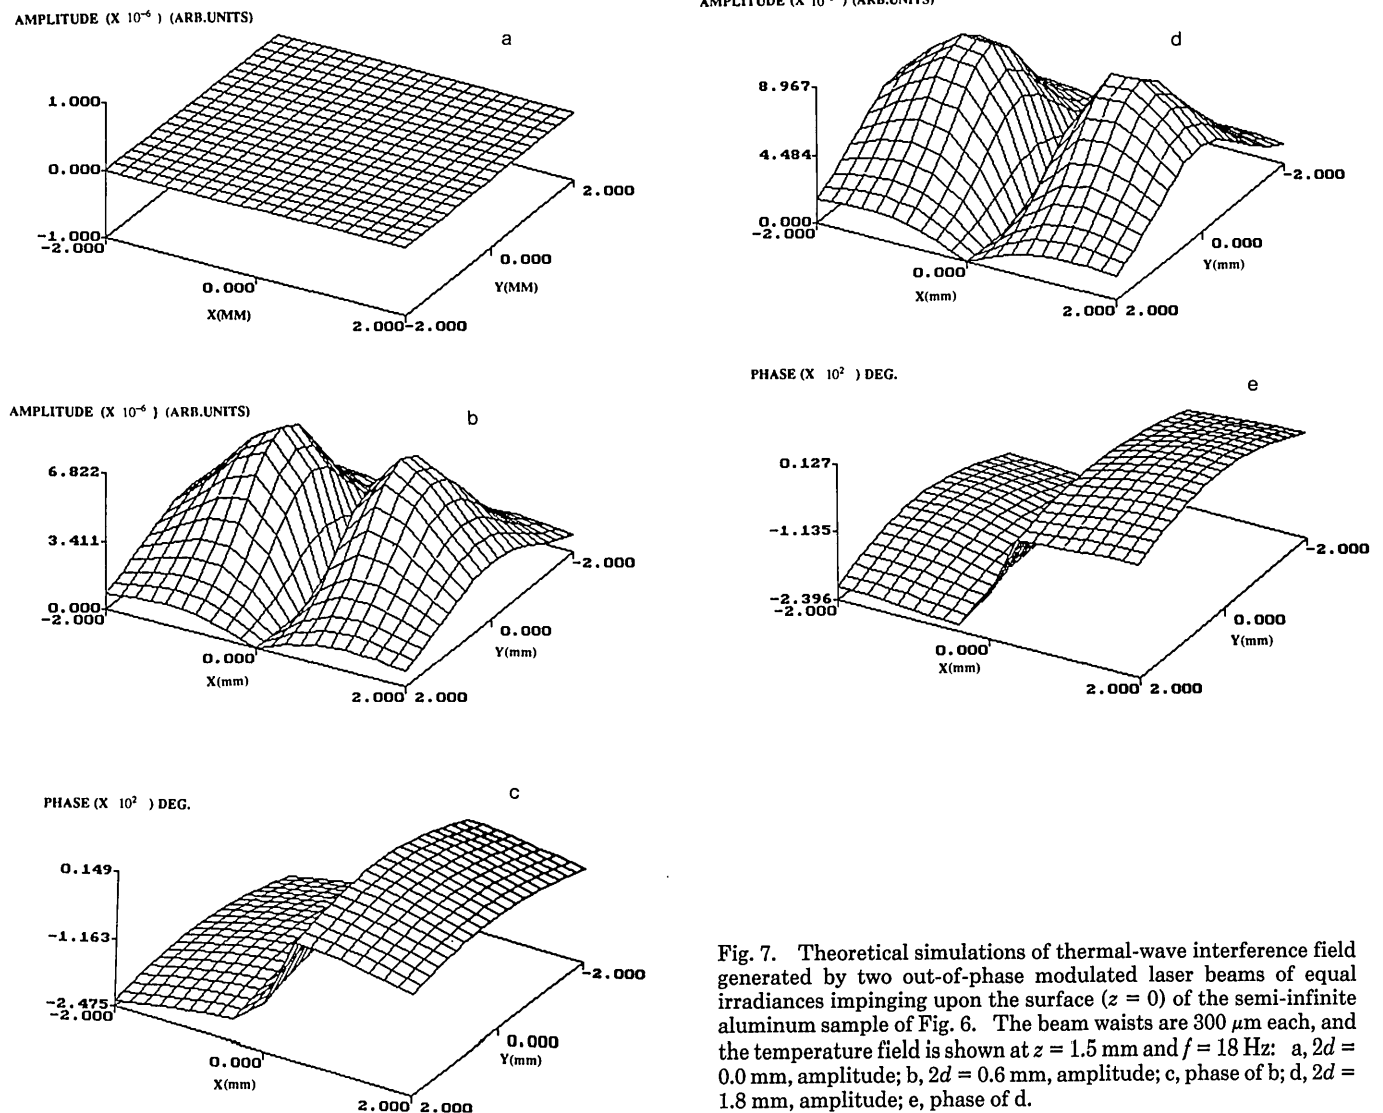 AMPLITUDE (X 10⁻⁶ ) (ARB.UNITS)
a
1.000
0.000
-1.000
-2.000
0.000
X(MM)
2.000
-2.000
0.000
Y(MM)
2.000
AMPLITUDE (X 10⁻⁶ ) (ARB.UNITS)
b
6.822
3.411
0.000
-2.000
0.000
X(mm)
2.000
2.000
0.000
Y(mm)
-2.000
PHASE (X 10² ) DEG.
c
0.149
-1.163
-2.475
-2.000
0.000
X(mm)
2.000
2.000
0.000
Y(mm)
-2.000
AMPLITUDE (X 10 ) (ARB.UNITS)
d
8.967
4.484
0.000
-2.000
0.000
X(mm)
2.000
2.000
0.000
Y(mm)
-2.000
PHASE (X 10² ) DEG.
e
0.127
-1.135
-2.396
-2.000
0.000
X(mm)
2.000
2.000
0.000
Y(mm)
-2.000
Fig. 7. Theoretical simulations of thermal-wave interference field
generated by two out-of-phase modulated laser beams of equal
irradiances impinging upon the surface (z = 0) of the semi-infinite
aluminum sample of Fig. 6. The beam waists are 300 μm each, and
the temperature field is shown at z = 1.5 mm and f = 18 Hz: a, 2d =
0.0 mm, amplitude; b, 2d = 0.6 mm, amplitude; c, phase of b; d, 2d =
1.8 mm, amplitude; e, phase of d.